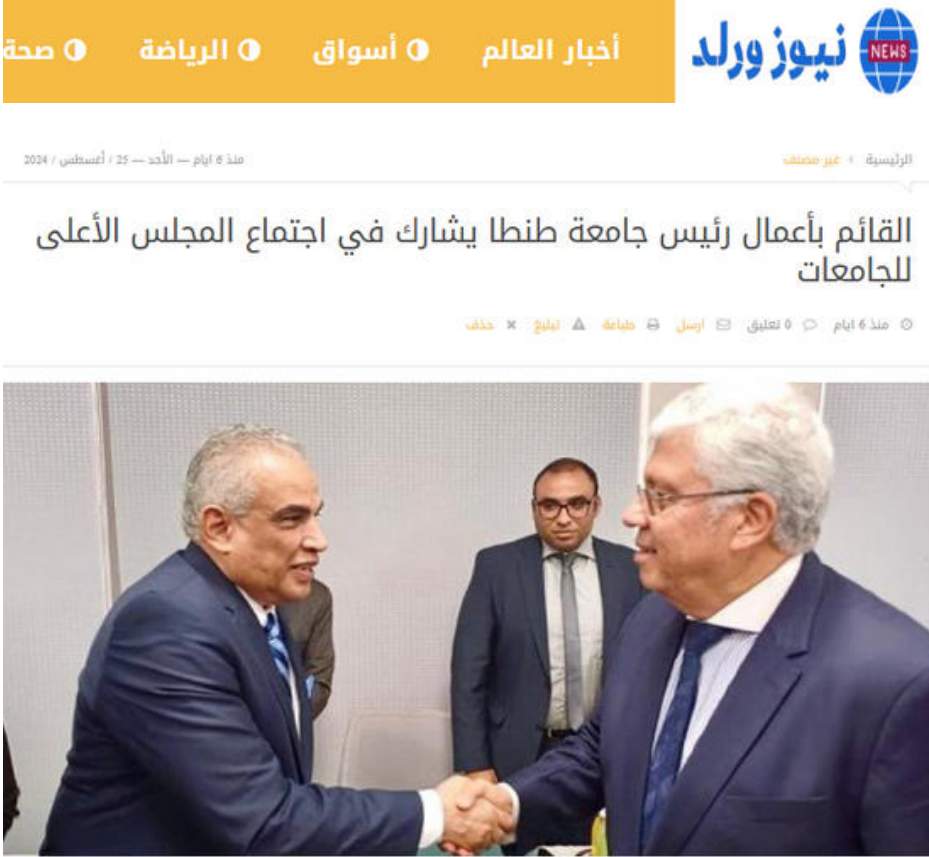 نيوز ورلد
NEWS
أخبار العالم
أسواق
الرياضة
صحة
الرئيسية › غير مصنف
منذ 6 ايام — الأحد — 25 / أغسطس / 2024
القائم بأعمال رئيس جامعة طنطا يشارك في اجتماع المجلس الأعلى
للجامعات
منذ 6 ايام 0 تعليق ارسل طباعة تبليغ حذف